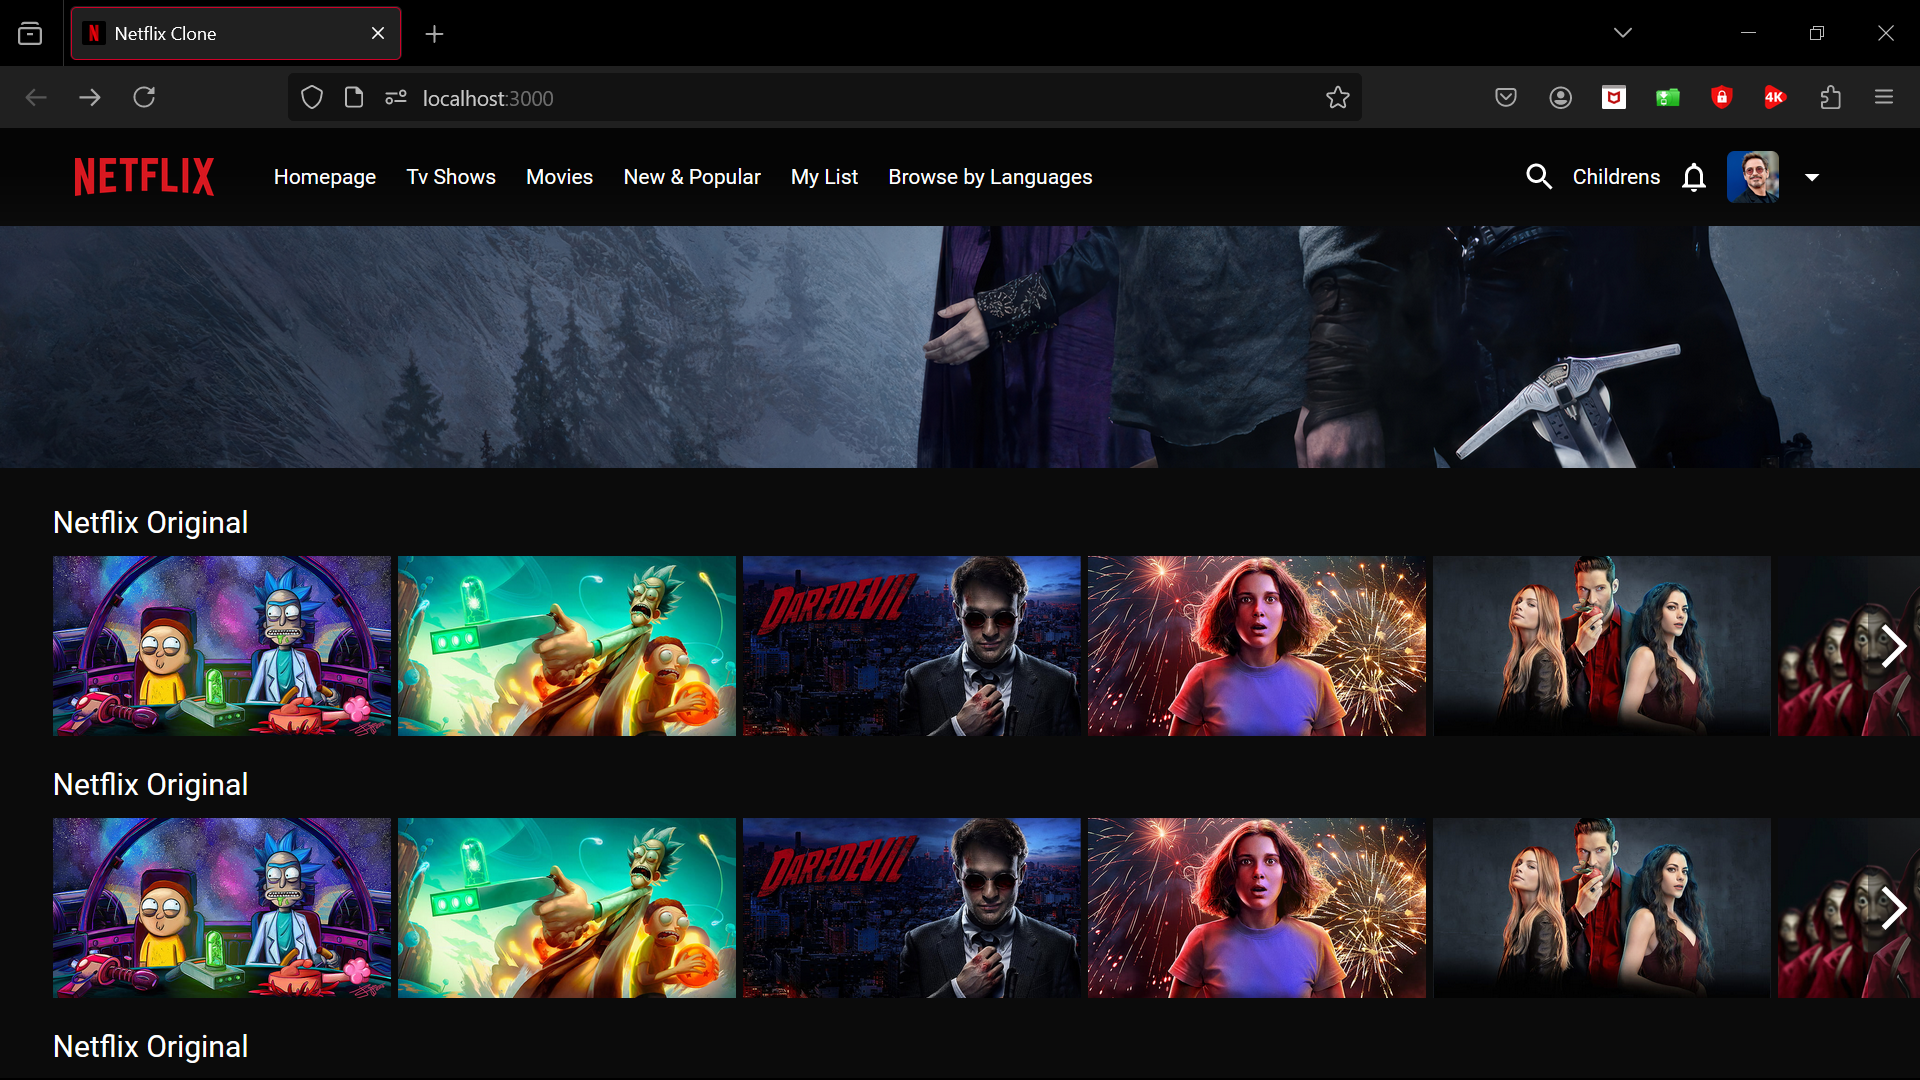 Netflix Clone
localhost:3000
4K
NETFLIX
Homepage
Tv Shows
Movies
New & Popular
My List
Browse by Languages
Childrens
Netflix Original
DAREDEVIL
Netflix Original
DAREDEVIL
Netflix Original